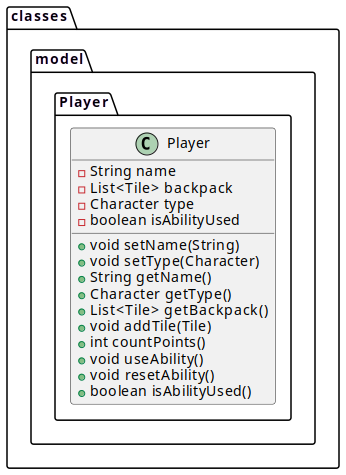 classes
model
Player
C Player
String name
List<Tile> backpack
Character type
boolean isAbilityUsed
void setName(String)
void setType(Character)
String getName()
Character getType()
List<Tile> getBackpack()
void addTile(Tile)
int countPoints()
void useAbility()
void resetAbility()
boolean isAbilityUsed()